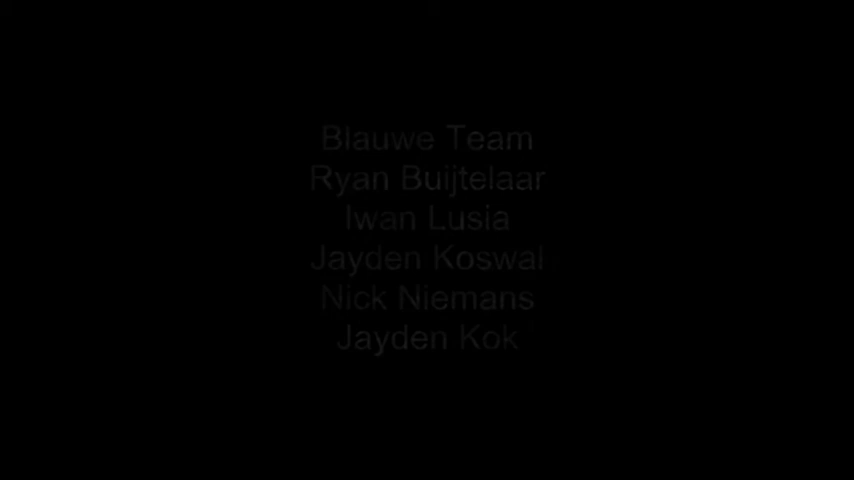 Blauwe Team
Ryan Buijtelaar
Iwan Lusia
Jayden Koswal
Nick Niemans
Jayden Kok